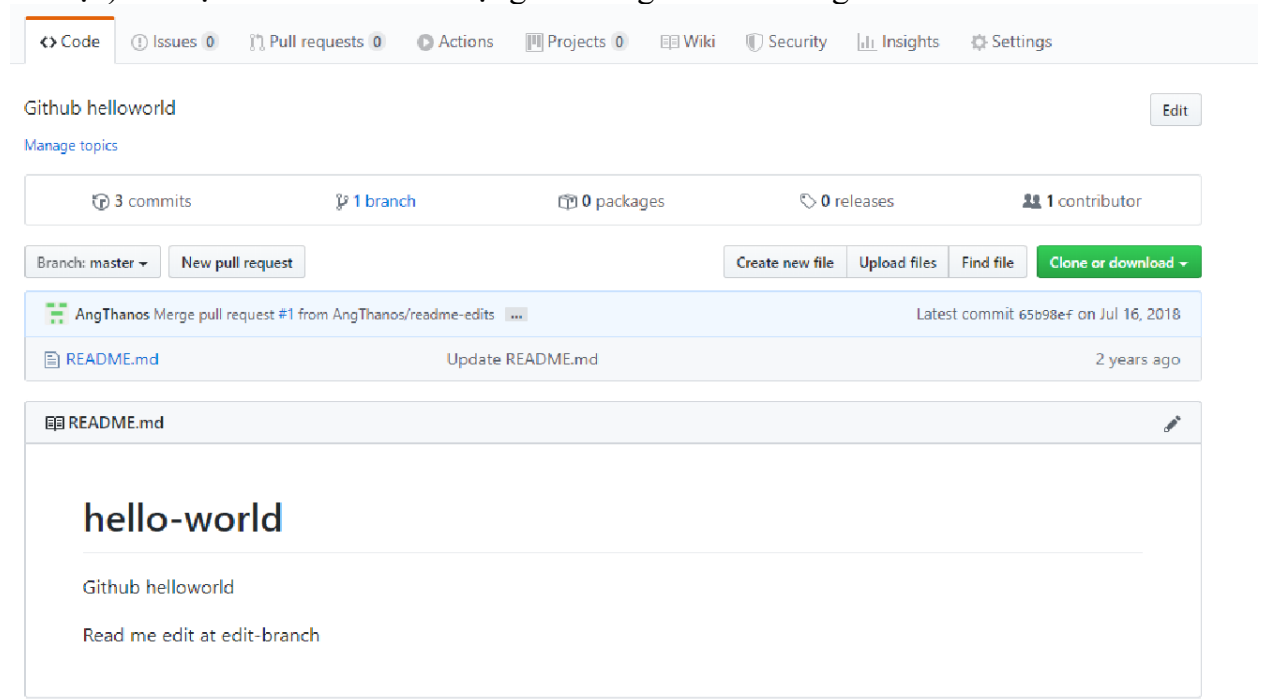 <> Code Issues 0 Pull requests 0 Actions Projects 0 Wiki Security Insights Settings
Github helloworld Edit
Manage topics
3 commits 1 branch 0 packages 0 releases 1 contributor
Branch: master New pull request Create new file Upload files Find file Clone or download
AngThanos Merge pull request #1 from AngThanos/readme-edits ... Latest commit 65b98ef on Jul 16, 2018
README.md Update README.md 2 years ago
README.md
hello-world
Github helloworld
Read me edit at edit-branch